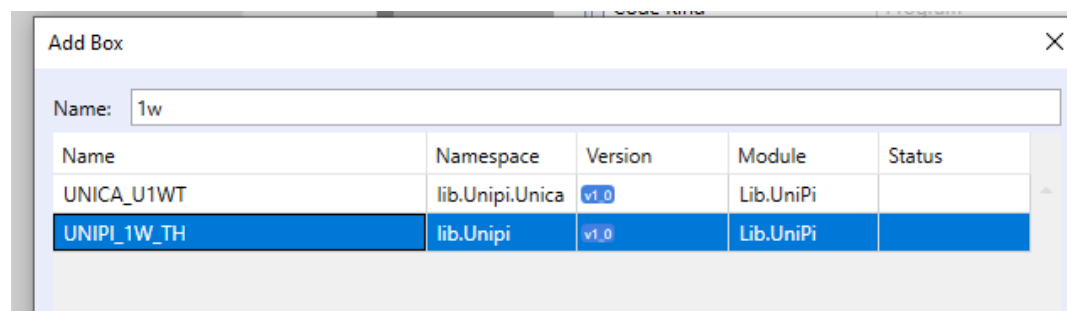 Add Box
Name: 1w
Name Namespace Version Module Status
UNICA_U1WT lib.Unipi.Unica v1_0 Lib.UniPi
UNIPI_1W_TH lib.Unipi v1_0 Lib.UniPi